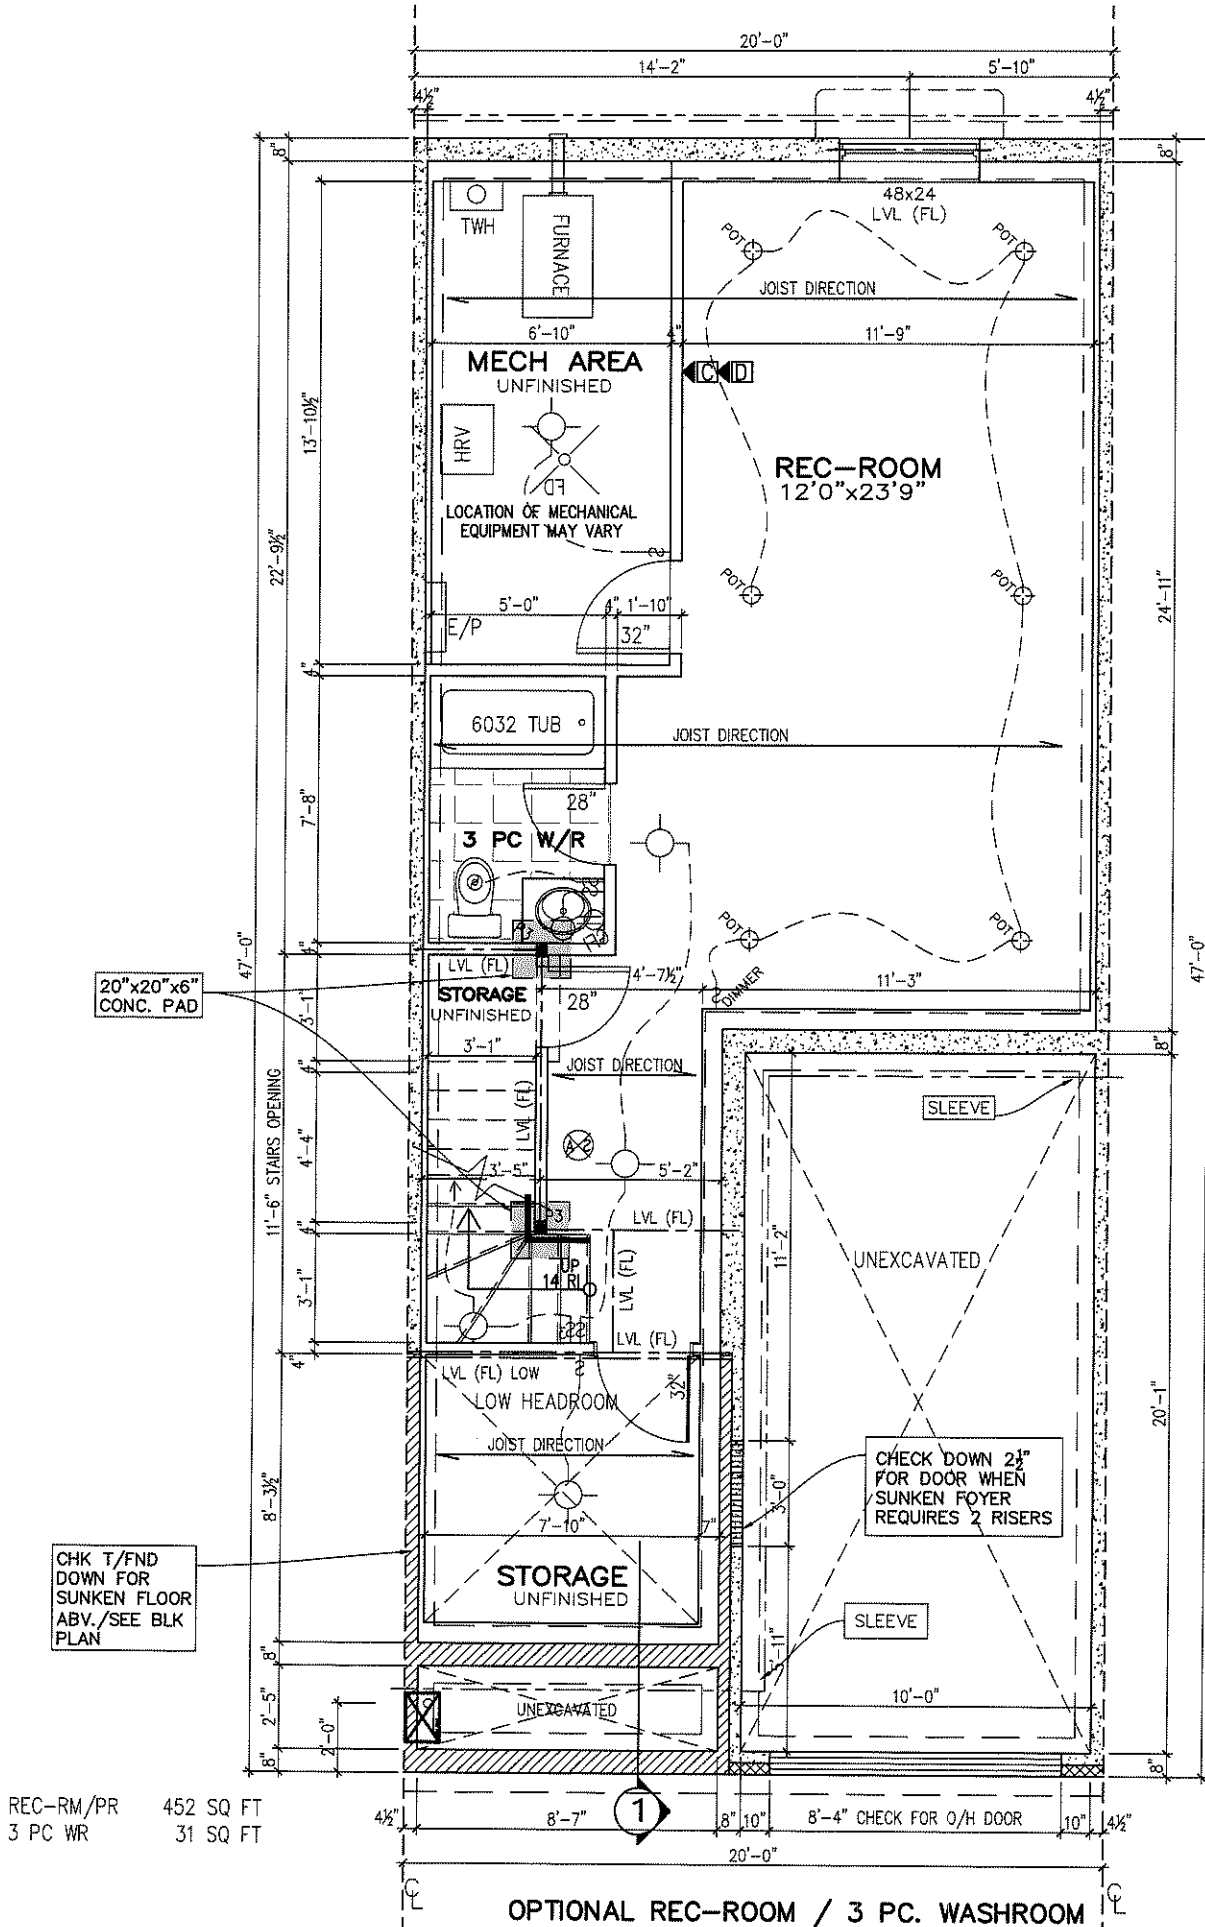 20'-0"
14'-2"
5'-10"
4½"
4½"
8"
8"
48x24
LVL (FL)
TWH
FURNACE
POT
POT
JOIST DIRECTION
6'-10"
4"
11'-9"
MECH AREA
UNFINISHED
C
D
13'-10½"
HRV
REC-ROOM
12'0"x23'9"
FD
LOCATION OF MECHANICAL
EQUIPMENT MAY VARY
S
22'-9½"
POT
POT
24'-11"
5'-0"
4"
1'-10"
E/P
32"
4"
6032 TUB
JOIST DIRECTION
28"
7'-8"
3 PC W/R
P3
GFI
POT
POT
4"
47'-0"
47'-0"
LVL (FL)
4'-7½"
11'-3"
DIMMER
S
20"x20"x6"
CONC. PAD
STORAGE
UNFINISHED
28"
3'-1"
3'-1"
8"
4"
JOIST DIRECTION
SLEEVE
LVL (FL)
11'-6" STAIRS OPENING
4'-4"
3'-5"
5'-2"
4"
P3
LVL (FL)
11'-2"
UNEXCAVATED
UP
14 RI
LVL (FL)
3'-1"
LVL (FL)
4"
LVL (FL) LOW
S
LOW HEADROOM
32"
20'-1"
JOIST DIRECTION
CHECK DOWN 2½"
FOR DOOR WHEN
SUNKEN FOYER
REQUIRES 2 RISERS
3'-0"
8'-3½"
7'-10"
7"
CHK T/FND
DOWN FOR
SUNKEN FLOOR
ABV./SEE BLK
PLAN
STORAGE
UNFINISHED
SLEEVE
8"
10'-0"
2'-5"
UNEXCAVATED
2'-0"
8"
8"
REC-RM/PR 452 SQ FT
3 PC WR 31 SQ FT
4½"
8'-7"
1
8"
10"
8'-4" CHECK FOR O/H DOOR
10"
4½"
20'-0"
OPTIONAL REC-ROOM / 3 PC. WASHROOM